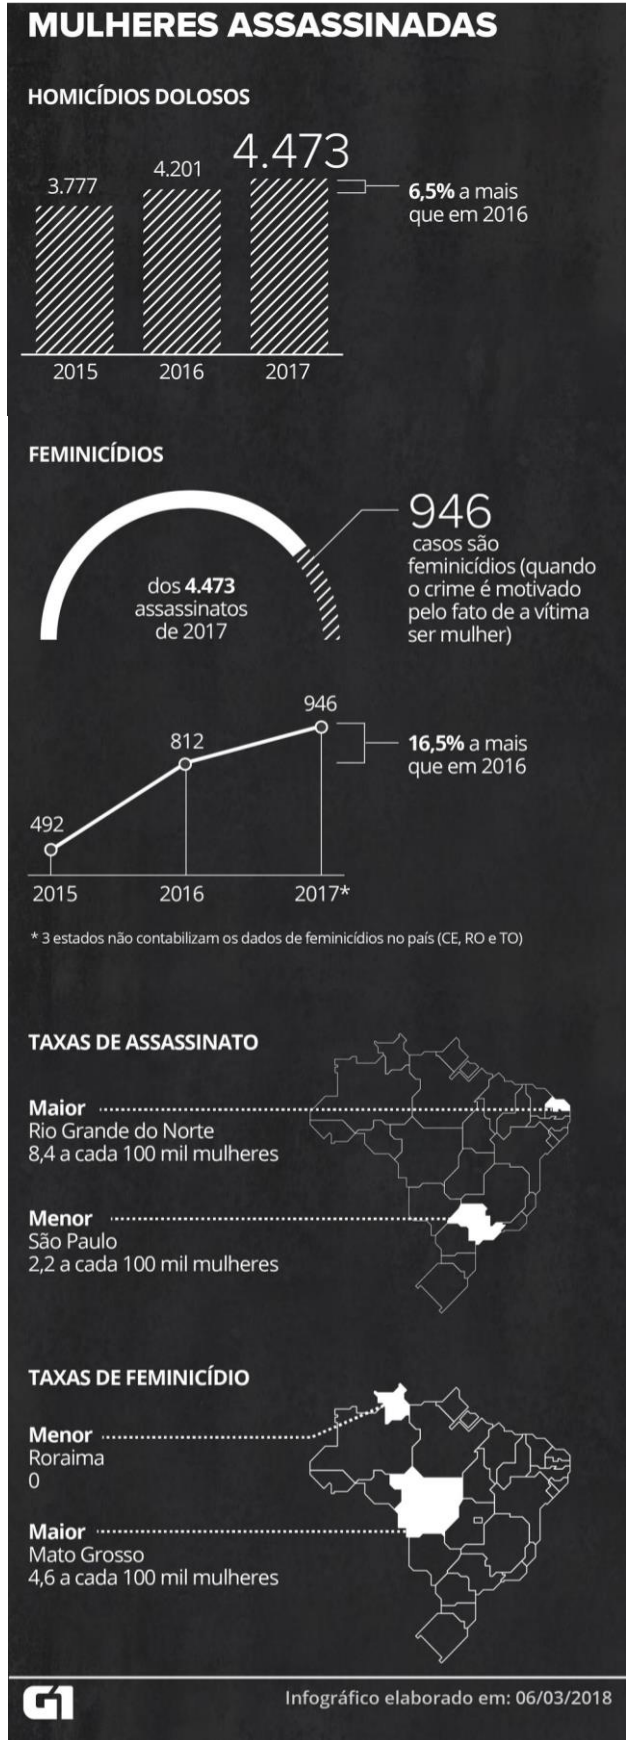 MULHERES ASSASSINADAS
HOMICÍDIOS DOLOSOS
3.777
4.201
4.473
6,5% a mais
que em 2016
2015
2016
2017
FEMINICÍDIOS
dos 4.473
assassinatos
de 2017
946
casos são
feminicídios (quando
o crime é motivado
pelo fato de a vítima
ser mulher)
492
812
946
16,5% a mais
que em 2016
2015
2016
2017*
* 3 estados não contabilizam os dados de feminicídios no país (CE, RO e TO)
TAXAS DE ASSASSINATO
Maior
Rio Grande do Norte
8,4 a cada 100 mil mulheres
Menor
São Paulo
2,2 a cada 100 mil mulheres
TAXAS DE FEMINICÍDIO
Menor
Roraima
0
Maior
Mato Grosso
4,6 a cada 100 mil mulheres
G1
Infográfico elaborado em: 06/03/2018